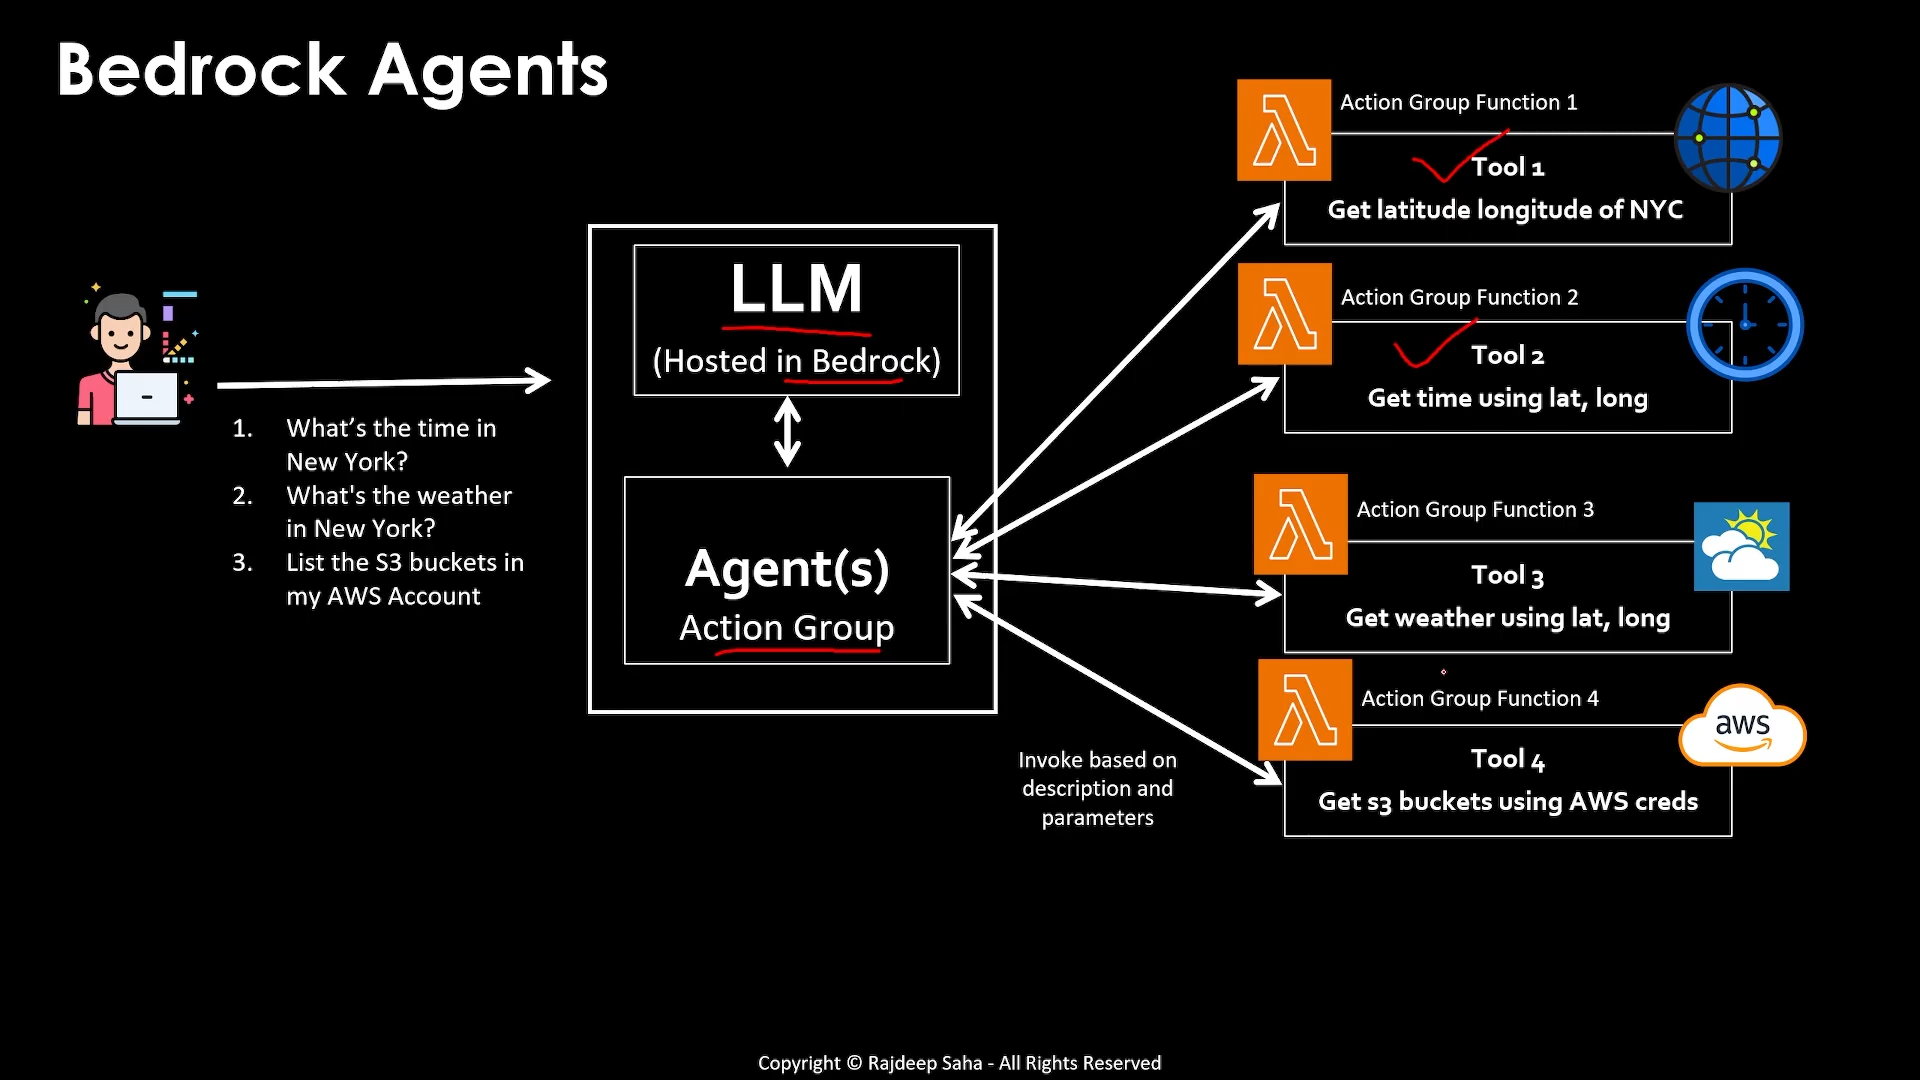 Bedrock Agents
1. What's the time in
New York?
2. What's the weather
in New York?
3. List the S3 buckets in
my AWS Account
LLM
(Hosted in Bedrock)
Agent(s)
Action Group
Invoke based on
description and
parameters
Action Group Function 1
Tool 1
Get latitude longitude of NYC
Action Group Function 2
Tool 2
Get time using lat, long
Action Group Function 3
Tool 3
Get weather using lat, long
Action Group Function 4
aws
Tool 4
Get s3 buckets using AWS creds
Copyright © Rajdeep Saha - All Rights Reserved